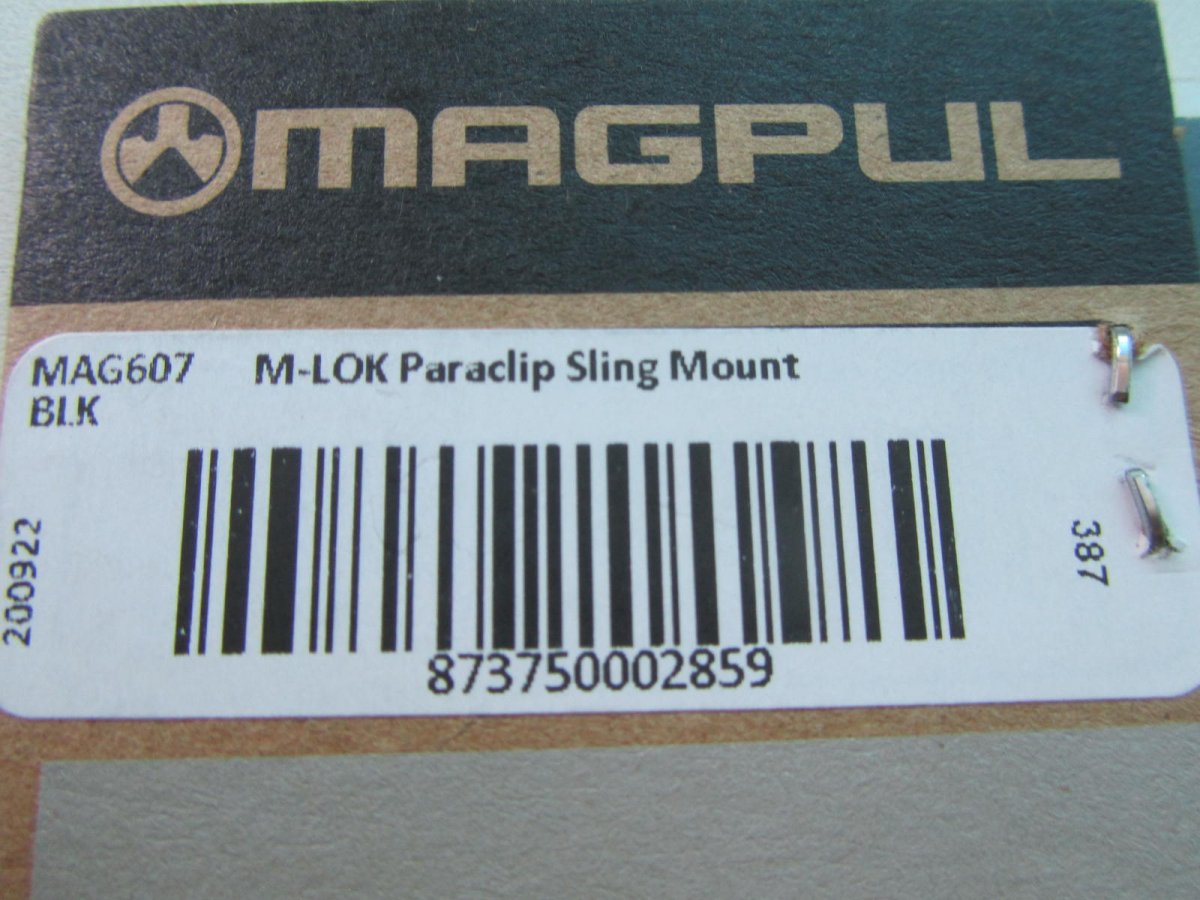 MAGPUL
MAG607 M-LOK Paraclip Sling Mount
BLK
200922
387
873750002859